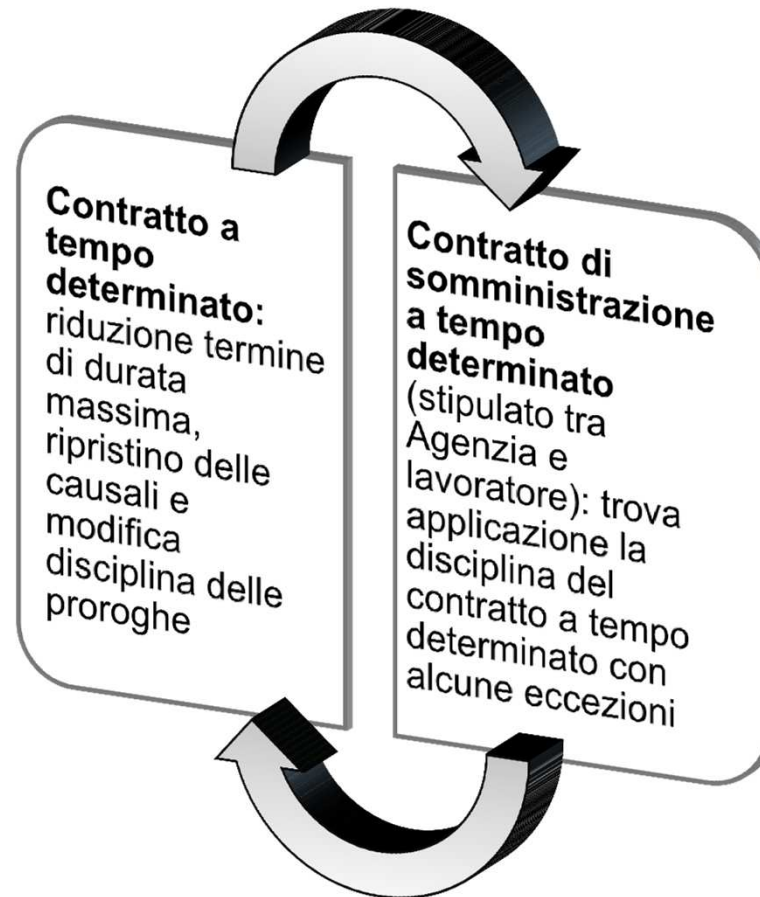 Contratto a
tempo
determinato:
riduzione termine
di durata
massima,
ripristino delle
causali e
modifica
disciplina delle
proroghe
Contratto di
somministrazione
a tempo
determinato
(stipulato tra
Agenzia e
lavoratore): trova
applicazione la
disciplina del
contratto a tempo
determinato con
alcune eccezioni